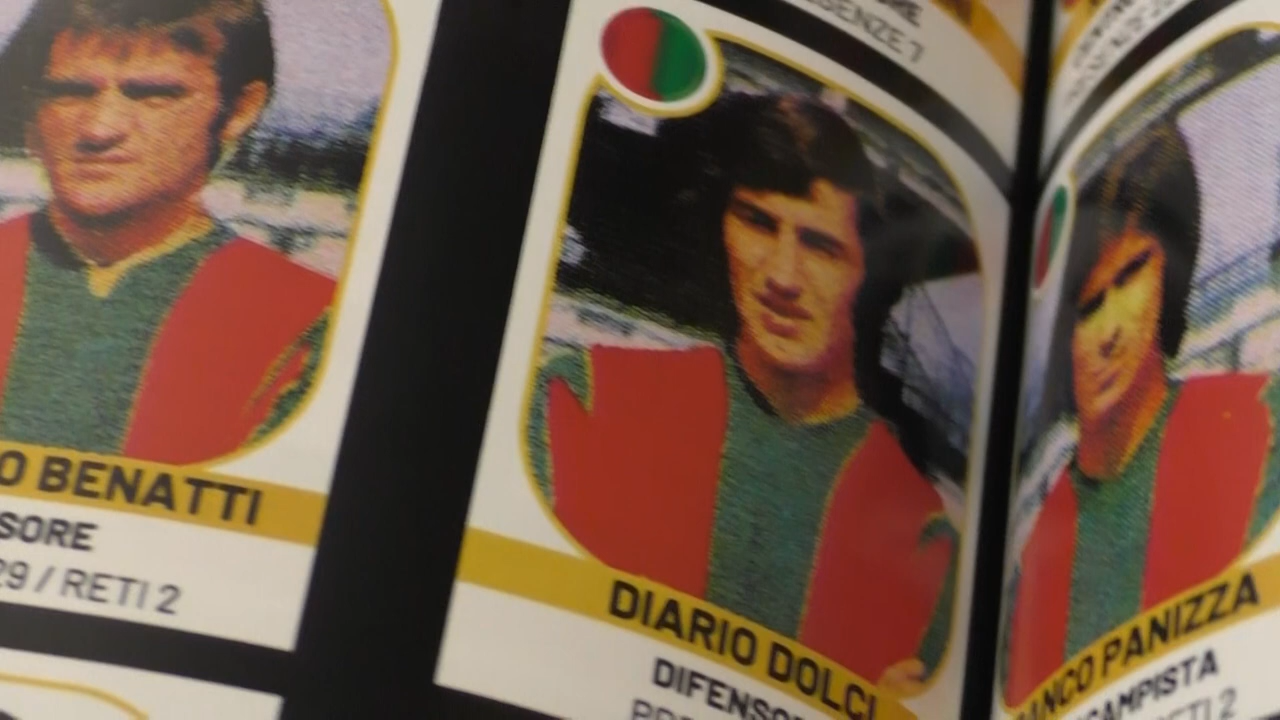 SENZE 7
O BENATTI
SORE
29 / RETI 2
DIARIO DOLCI
DIFENSO
ANCO PANIZZA
CAMPISTA
RETI 2